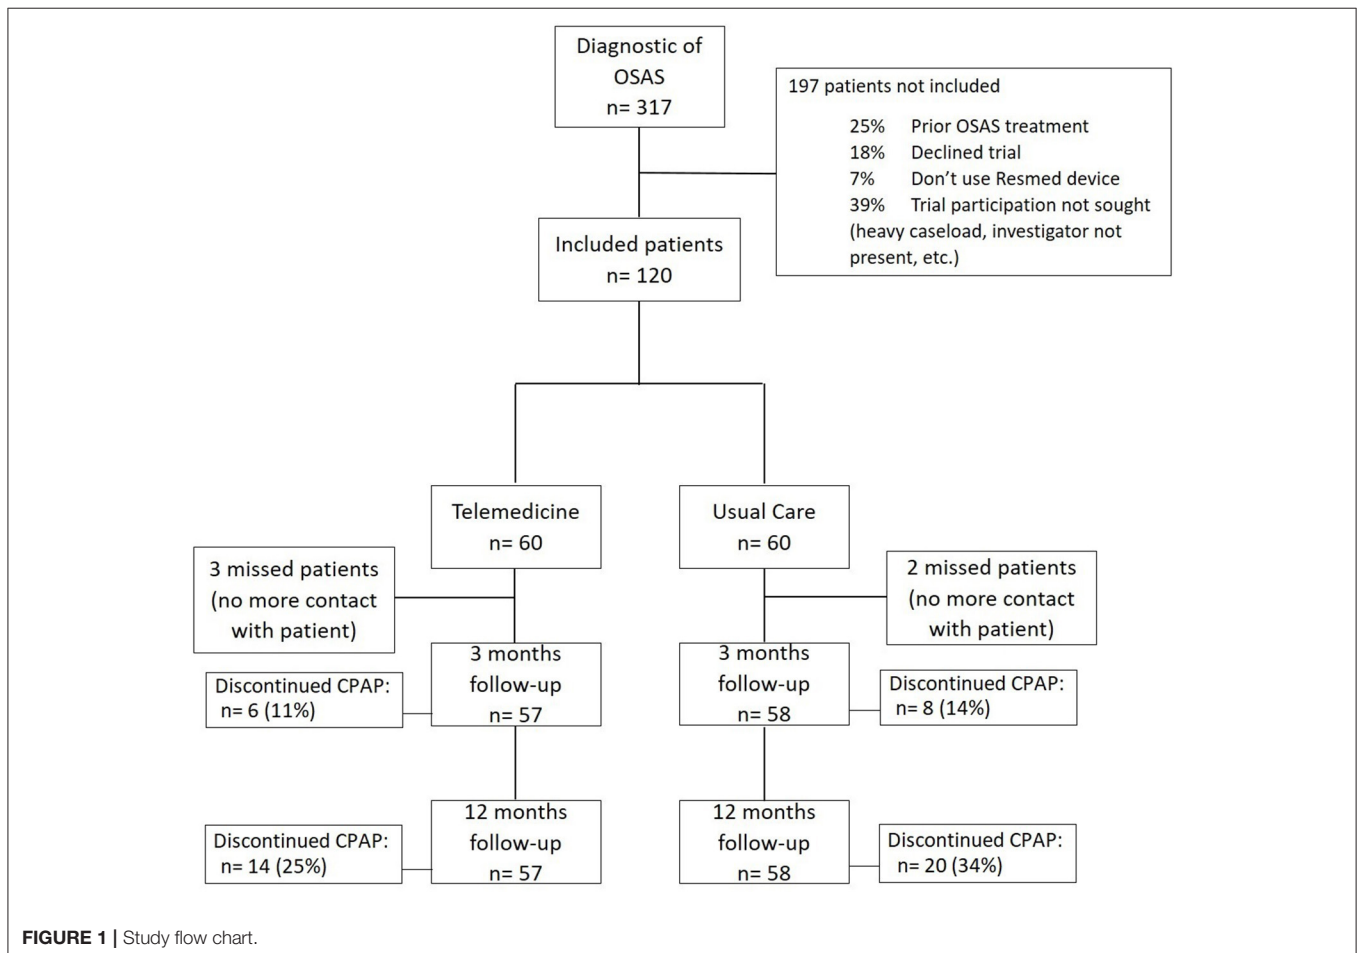 Diagnostic of
OSAS
n= 317
197 patients not included
25% Prior OSAS treatment
18% Declined trial
7% Don't use Resmed device
39% Trial participation not sought
(heavy caseload, investigator not
present, etc.)
Included patients
n= 120
Telemedicine
n= 60
Usual Care
n= 60
3 missed patients
(no more contact
with patient)
2 missed patients
(no more contact
with patient)
3 months
follow-up
n= 57
3 months
follow-up
n= 58
Discontinued CPAP:
n= 6 (11%)
Discontinued CPAP:
n= 8 (14%)
12 months
follow-up
n= 57
12 months
follow-up
n= 58
Discontinued CPAP:
n= 14 (25%)
Discontinued CPAP:
n= 20 (34%)
FIGURE 1 | Study flow chart.